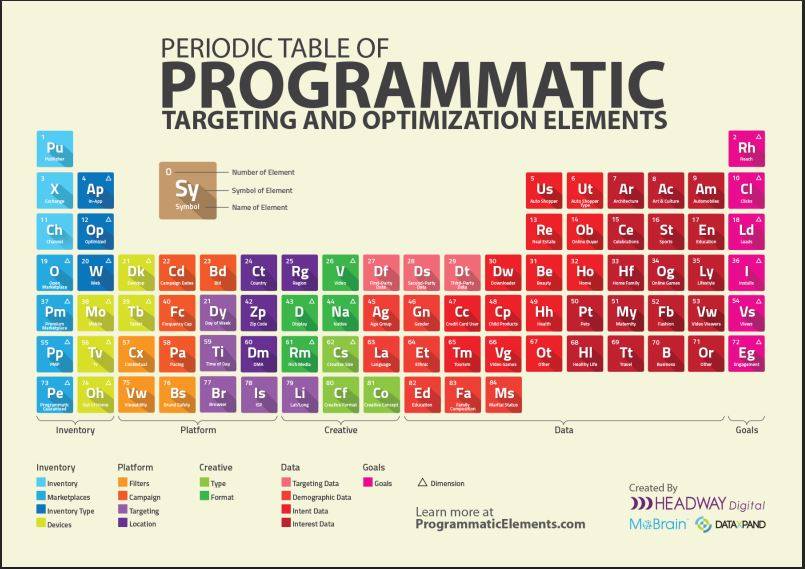 PERIODIC TABLE OF
PROGRAMMATIC
TARGETING AND OPTIMIZATION ELEMENTS
0
Sy
Symbol
Number of Element
Symbol of Element
Name of Element
1 2
Pu Rh
Publisher Reach
3 4 5 6 7 8 9 10
X Ap Us Ut Ar Ac Am Cl
Exchange In-App Auto Shopper Auto Shopper Type Architecture Art & Culture Automobiles Clicks
11 12 13 14 15 16 17 18
Ch Op Re Ob Ce St En Ld
Channel Optimized Real Estate Online Buyer Celebrations Sports Education Leads
19 20 21 22 23 24 25 26 27 28 29 30 31 32 33 34 35 36
O W Dk Cd Bd Ct Rg V Df Ds Dt Dw Be Ho Hf Og Ly I
Open Marketplace Web Campaign Dates Bid Country Region Video First-Party Data Second-Party Data Third-Party Data Downloader Beauty Home Home Family Online Games Lifestyle Installs
37 38 39 40 21 42 43 44 45 46 47 48 49 50 51 52 53 54
Pm Mo Tb Fc Dy Zp D Na Ag Gn Cc Cp Hh Pt My Fb Vw Vs
Premium Marketplace Frequency Cap Day of Week Zip Code Display Native Age Group Gender Credit Card User Child Products Health Pets Maternity Fashion Video Viewers Views
55 56 57 58 59 60 61 62 63 64 65 66 67 68 69 70 71 72
Pp Tv Cx Pa Ti Dm Rm Cs La Et Tm Vg Ot Hl Tt B Or Eg
PMP Tv Contextual Pacing Time of Day DMA Rich Media Creative Size Language Ethnic Tourism Video Games Other Healthy Life Travel Business Other Engagement
73 74 75 76 77 78 79 80 81 82 83 84
Pe Oh Vw Bs Br Is Li Cf Co Ed Fa Ms
Programmatic Guaranteed Out of Home Viewability Brand Safety Browser ISP Lat/Long Creative Format Creative Concept Education Family Composition Marital Status
Inventory Platform Creative Data Goals
Inventory Platform Creative Data Goals
Inventory Filters Type Targeting Data Goals Dimension
Marketplaces Campaign Format Demographic Data
Inventory Type Targeting Intent Data
Devices Location Interest Data
Learn more at
ProgrammaticElements.com
Created By
HEADWAY Digital
MoBrain DATAXPAND